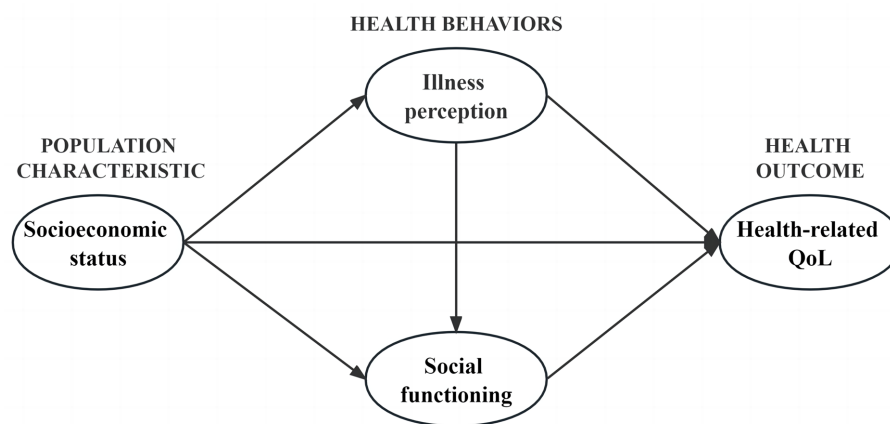 HEALTH BEHAVIORS
Illness
perception
POPULATION
CHARACTERISTIC
HEALTH
OUTCOME
Socioeconomic
status
Health-related
QoL
Social
functioning